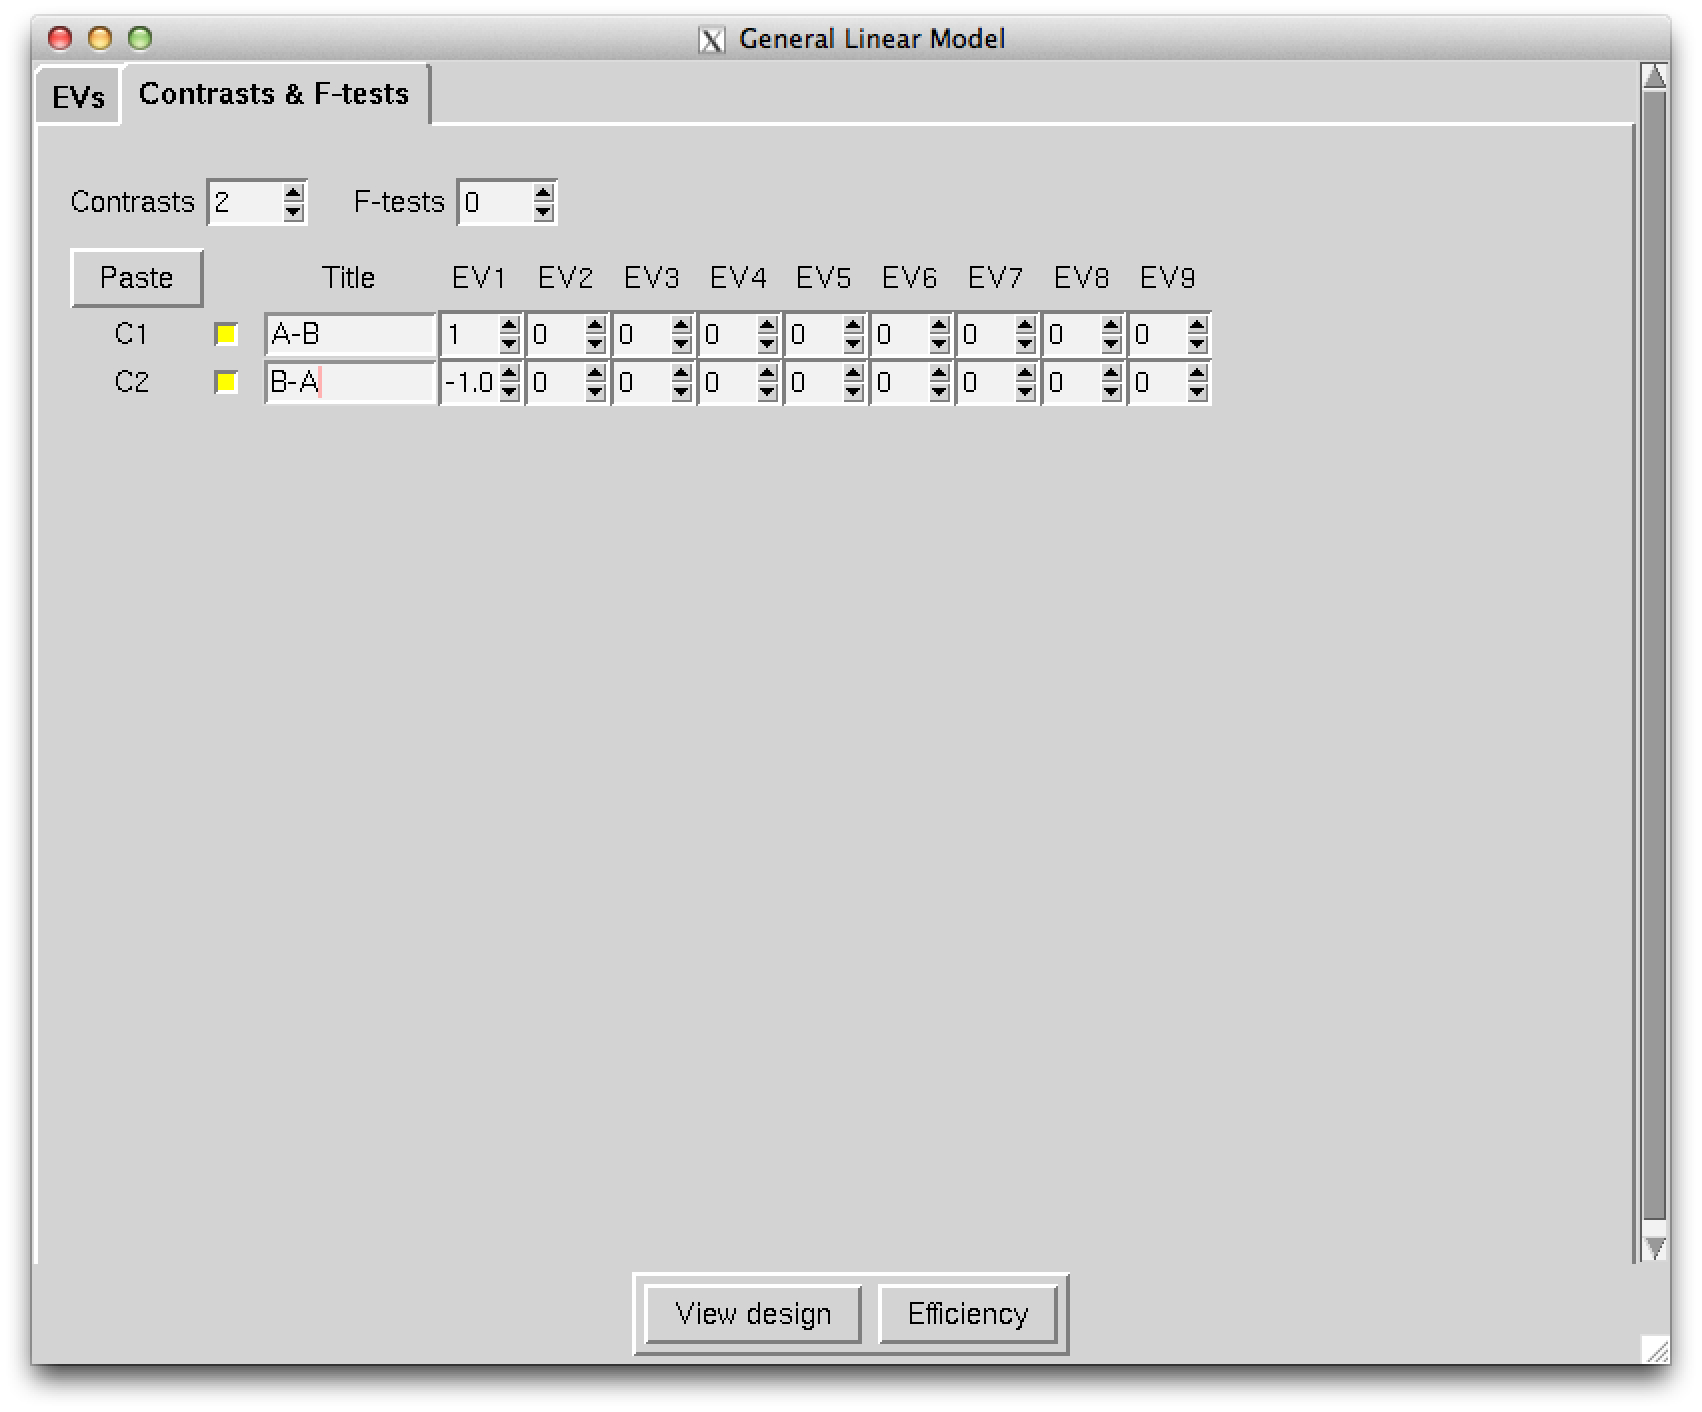 General Linear Model
EVs Contrasts & F-tests
Contrasts 2 F-tests 0
Paste Title EV1 EV2 EV3 EV4 EV5 EV6 EV7 EV8 EV9
C1 A-B 1 0 0 0 0 0 0 0 0
C2 B-A -1.0 0 0 0 0 0 0 0 0
View design Efficiency